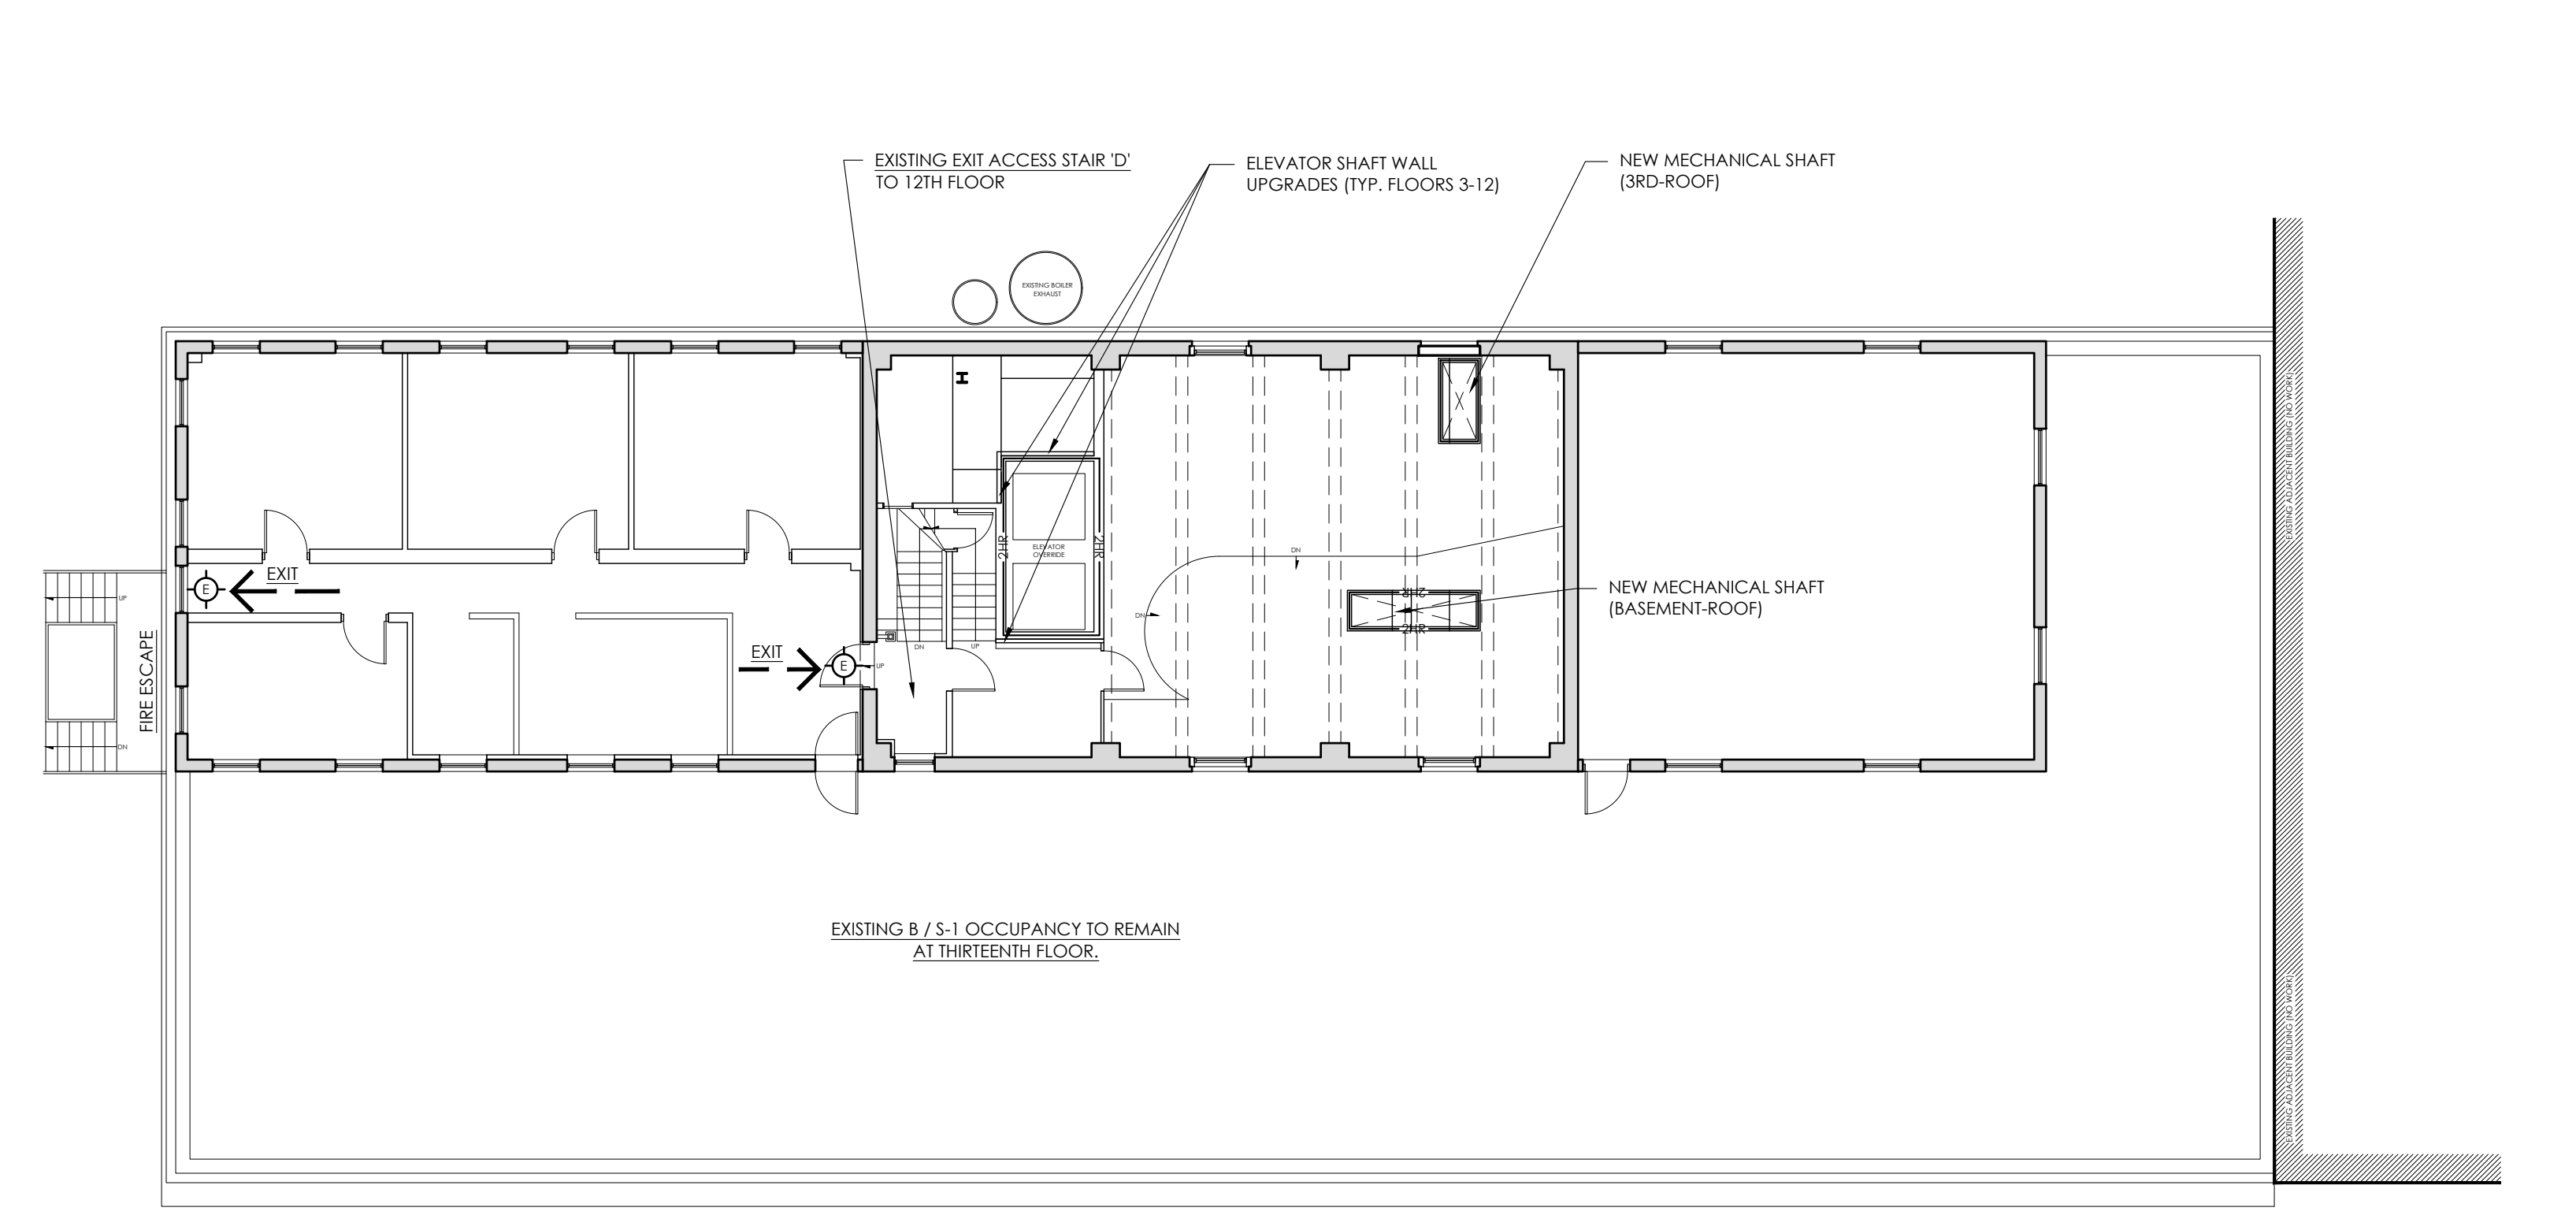 EXISTING EXIT ACCESS STAIR 'D'
TO 12TH FLOOR
ELEVATOR SHAFT WALL
UPGRADES (TYP. FLOORS 3-12)
NEW MECHANICAL SHAFT
(3RD-ROOF)
EXISTING BOILER
EXHAUST
H
EXISTING ADJACENT BUILDING (NO WORK)
2HR
ELEVATOR
OVERRIDE
2HR
DN
EXIT
E
UP
2HR
2HR
NEW MECHANICAL SHAFT
(BASEMENT-ROOF)
DN
FIRE ESCAPE
EXIT
E
UP
DN
UP
DN
EXISTING B / S-1 OCCUPANCY TO REMAIN
AT THIRTEENTH FLOOR.
EXISTING ADJACENT BUILDING (NO WORK)